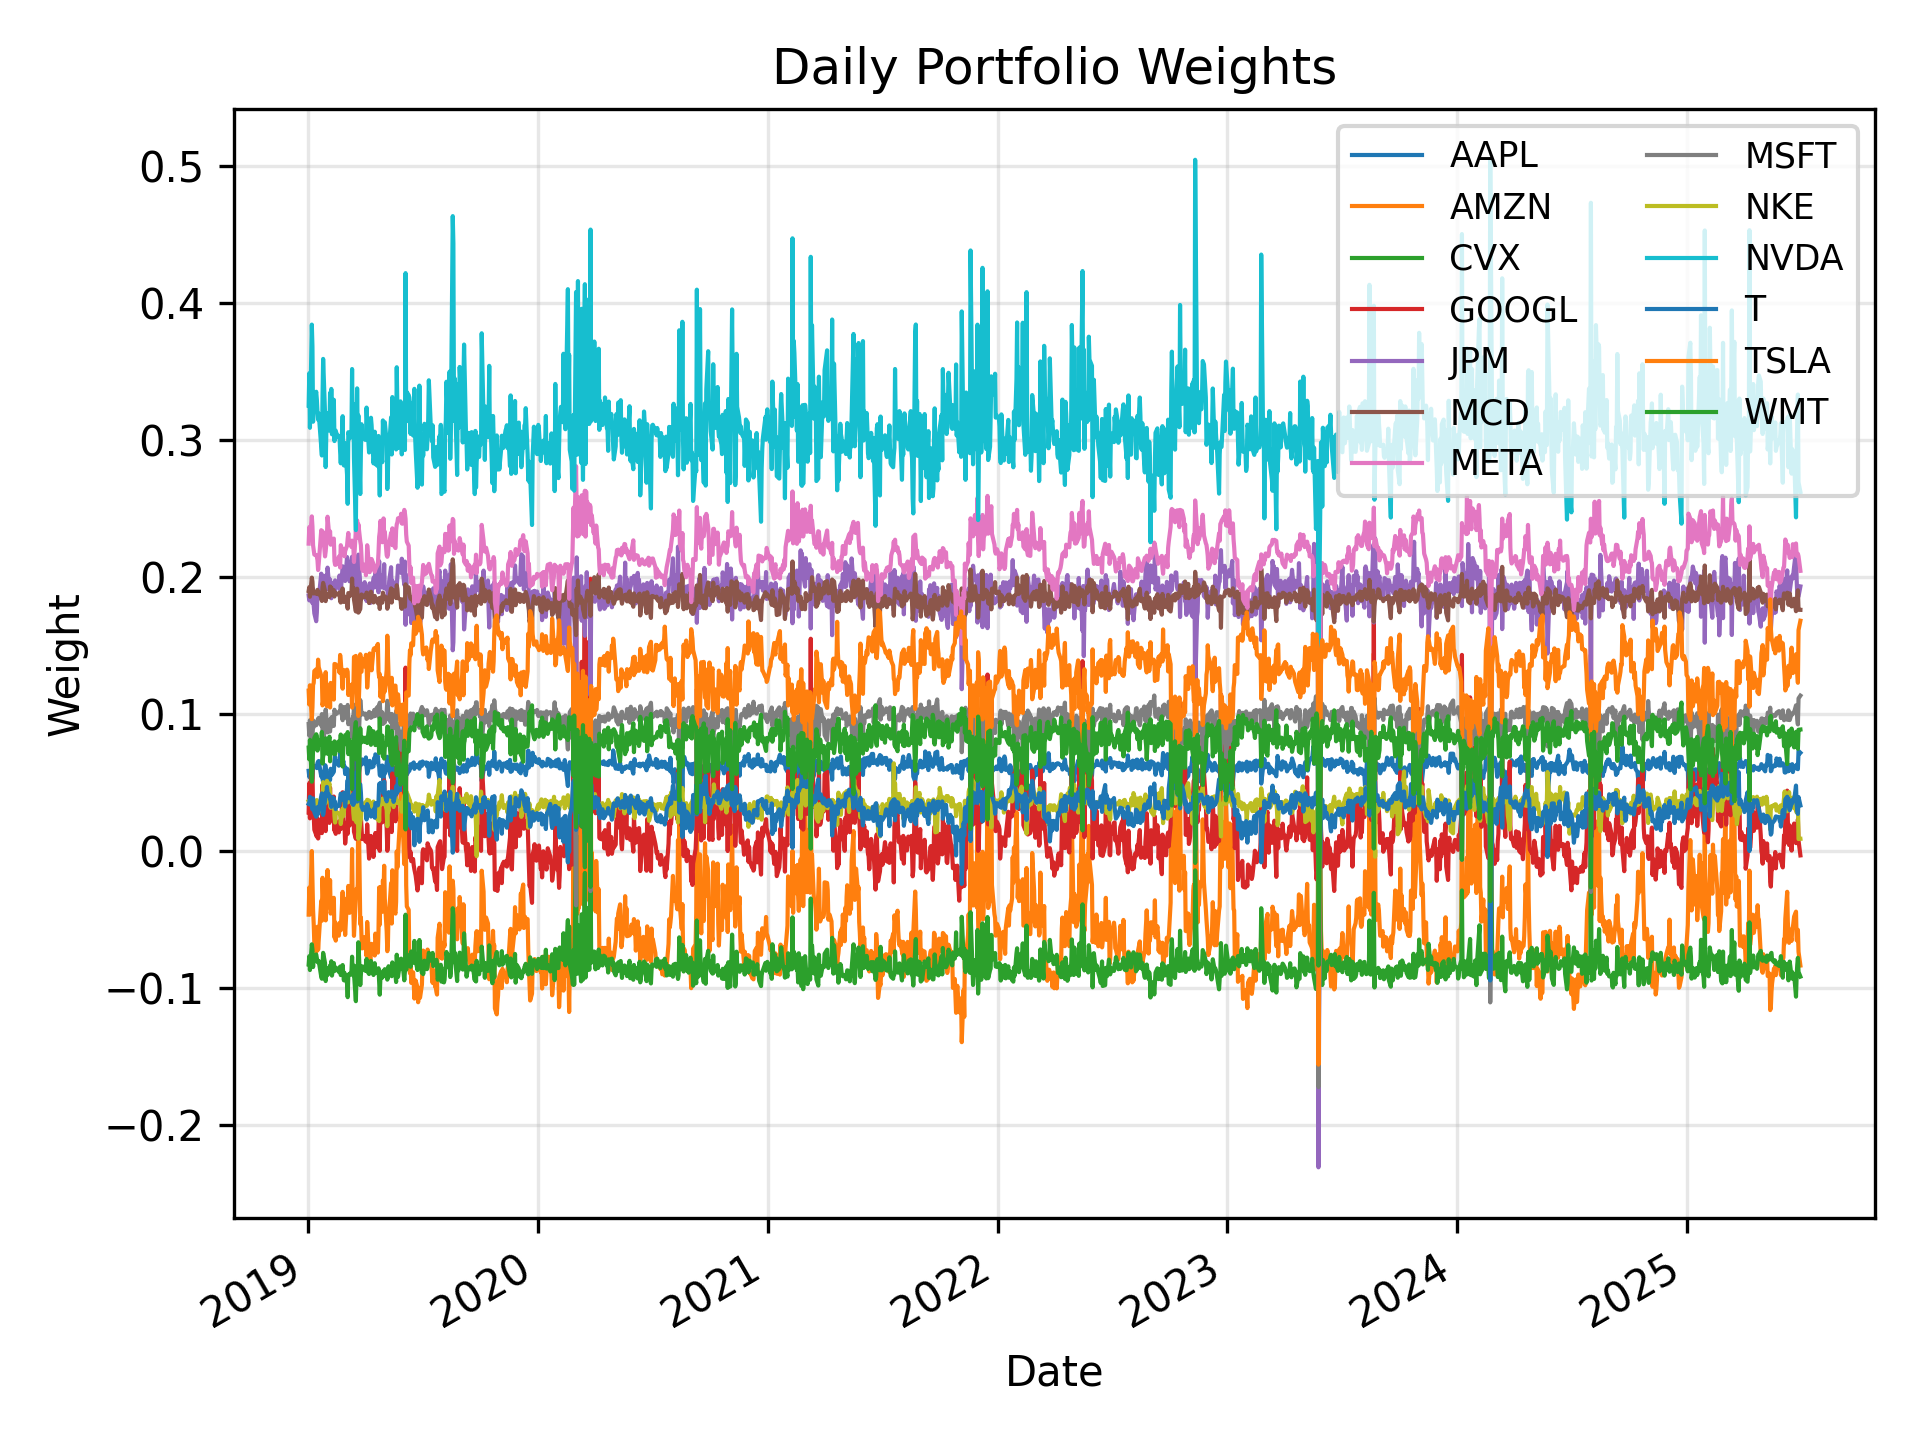 Daily Portfolio Weights
AAPL
AMZN
CVX
GOOGL
JPM
MCD
META
MSFT
NKE
NVDA
T
TSLA
WMT
Weight
0.5
0.4
0.3
0.2
0.1
0.0
−0.1
−0.2
2019
2020
2021
2022
2023
2024
2025
Date